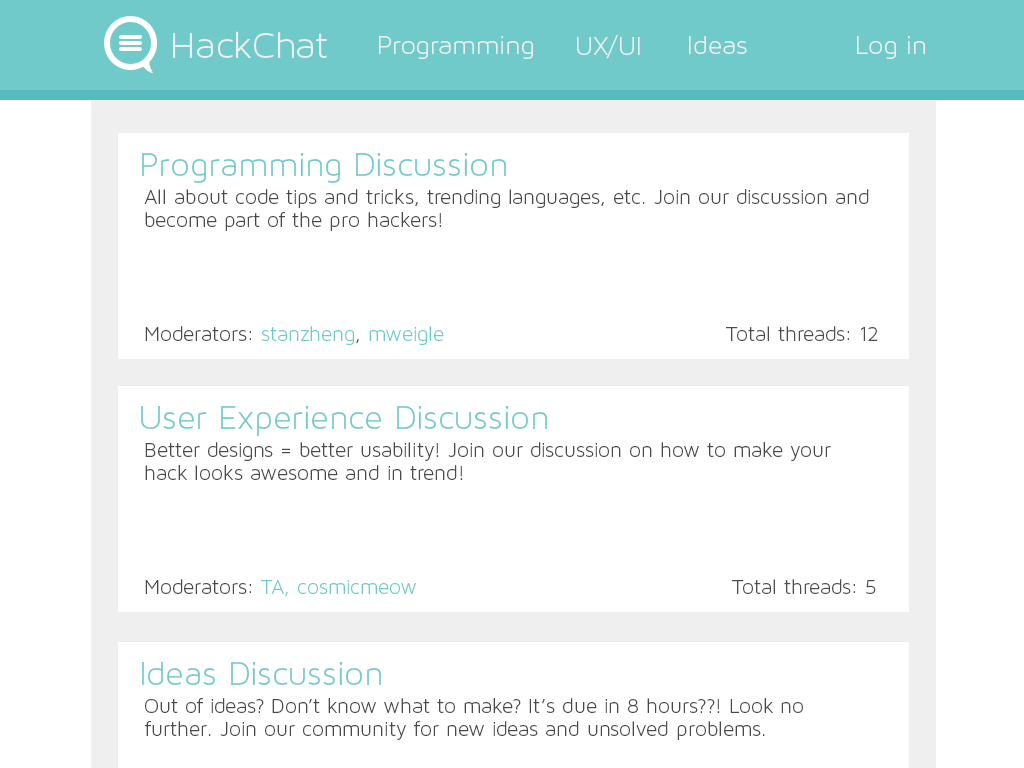 HackChat Programming UX/UI Ideas Log in
Programming Discussion
All about code tips and tricks, trending languages, etc. Join our discussion and
become part of the pro hackers!
Moderators: stanzheng, mweigle Total threads: 12
User Experience Discussion
Better designs = better usability! Join our discussion on how to make your
hack looks awesome and in trend!
Moderators: TA, cosmicmeow Total threads: 5
Ideas Discussion
Out of ideas? Don’t know what to make? It’s due in 8 hours??! Look no
further. Join our community for new ideas and unsolved problems.